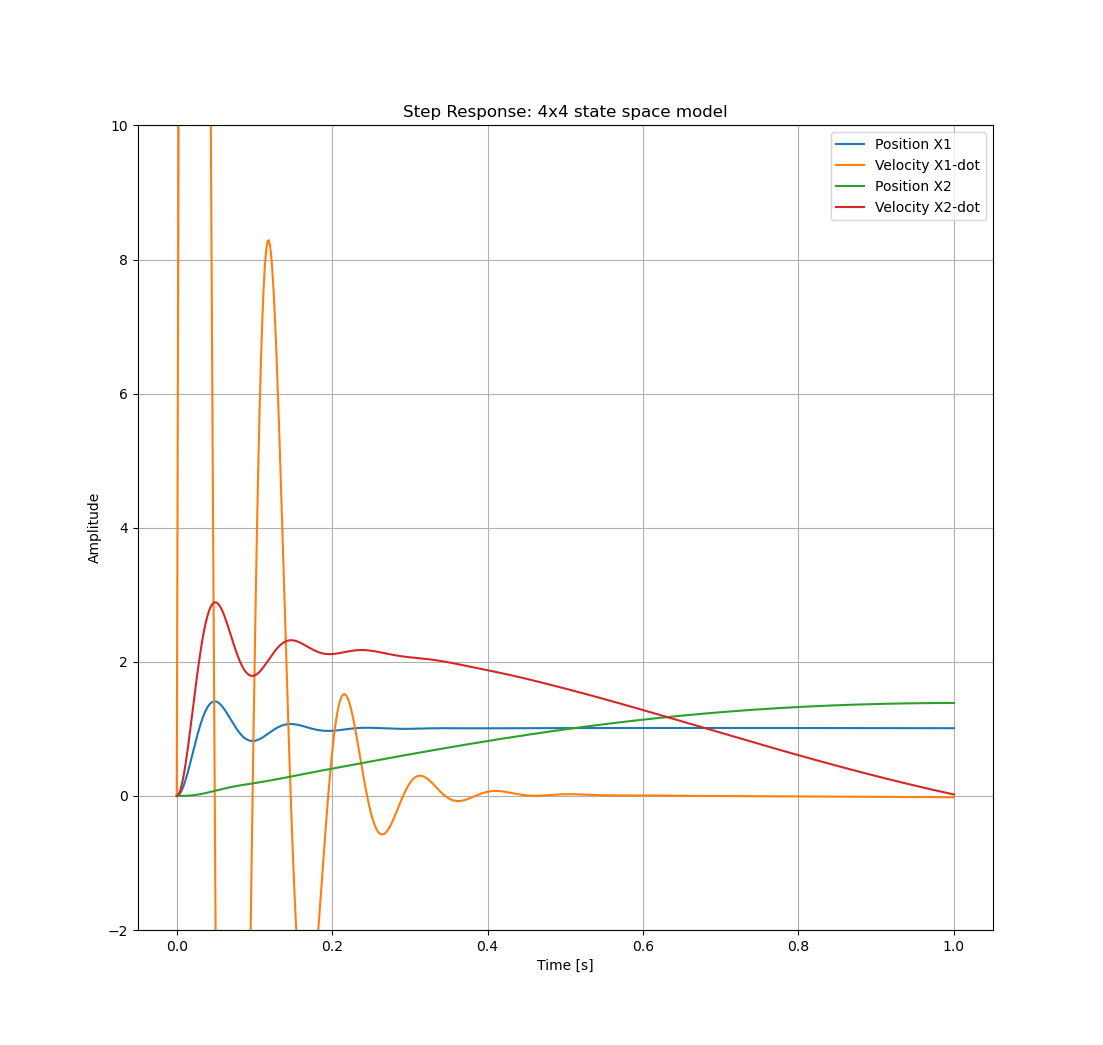 Step Response: 4x4 state space model
Position X1
Velocity X1-dot
Position X2
Velocity X2-dot
Amplitude
10
8
6
4
2
0
−2
0.0 0.2 0.4 0.6 0.8 1.0
Time [s]